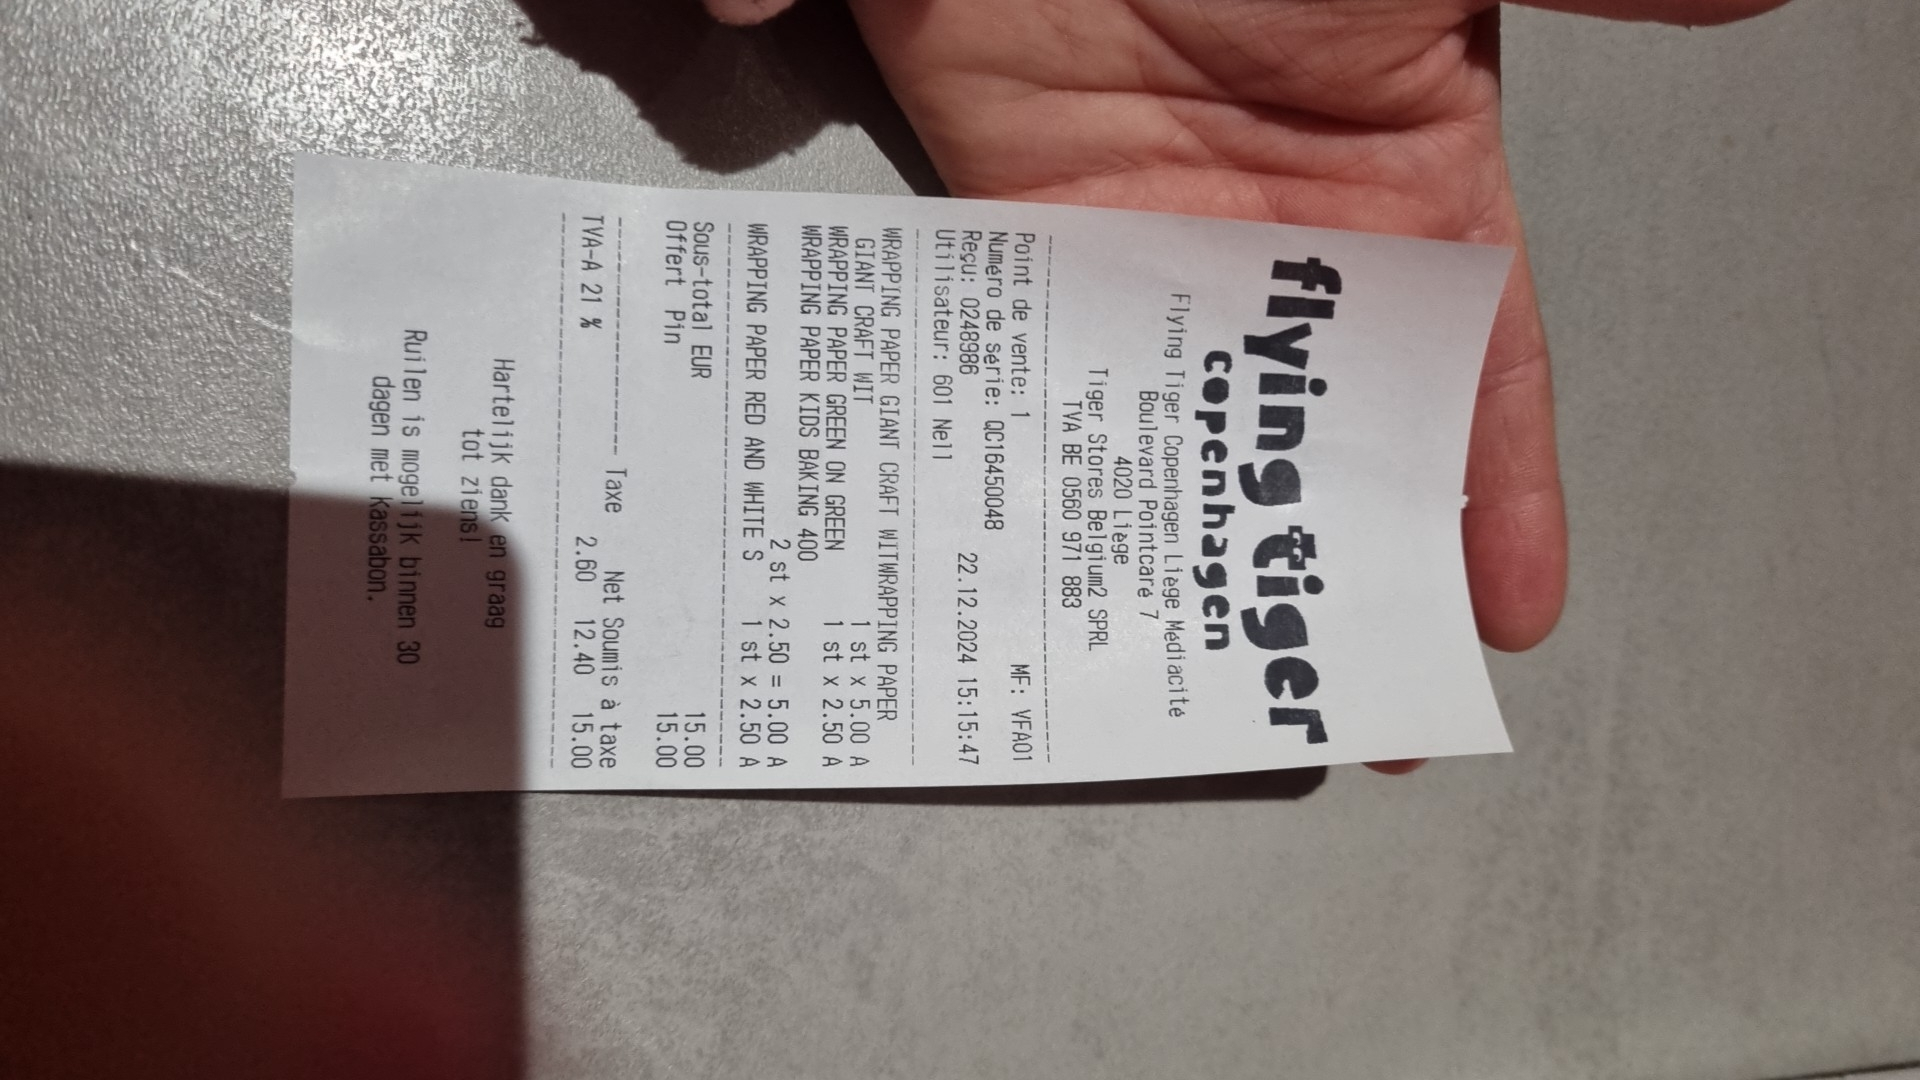 flying tiger
copenhagen
Flying Tiger Copenhagen Liège Médiacité
Boulevard Pointcaré 7
4020 Liège
Tiger Stores Belgium2 SPRL
TVA BE 0560 971 883
Point de vente: 1 MF: VFA01
Numéro de série: QC16450048
Reçu: 0248986 22.12.2024 15:15:47
Utilisateur: 601 Nell
WRAPPING PAPER GIANT CRAFT WITWRAPPING PAPER
GIANT CRAFT WIT 1 st x 5.00 A
WRAPPING PAPER GREEN ON GREEN 1 st x 2.50 A
WRAPPING PAPER KIDS BAKING 400
2 st x 2.50 = 5.00 A
WRAPPING PAPER RED AND WHITE S 1 st x 2.50 A
Sous-total EUR 15.00
Offert Pin 15.00
Taxe Net Soumis à taxe
TVA-A 21 % 2.60 12.40 15.00
Hartelijk dank en graag
tot ziens!
Ruilen is mogelijk binnen 30
dagen met kassabon.